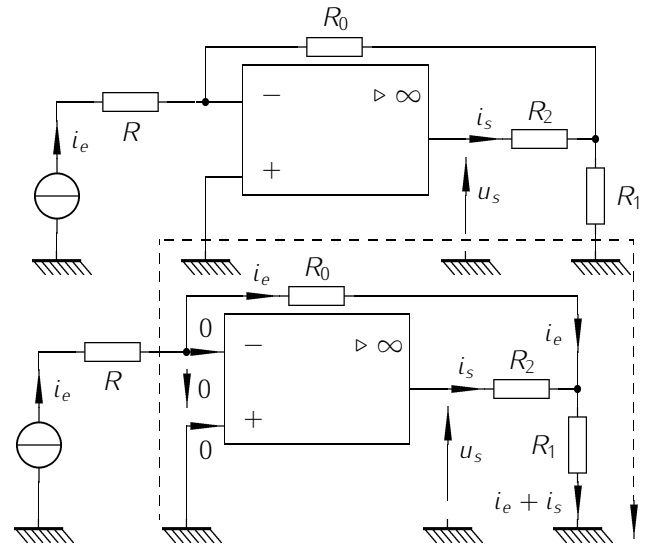 R₀
− ▷ ∞
R iₑ iₛ R₂
+ uₛ R₁
iₑ R₀
0 iₑ
− ▷ ∞
R iₑ 0 iₛ R₂
+ uₛ R₁
0 iₑ + iₛ